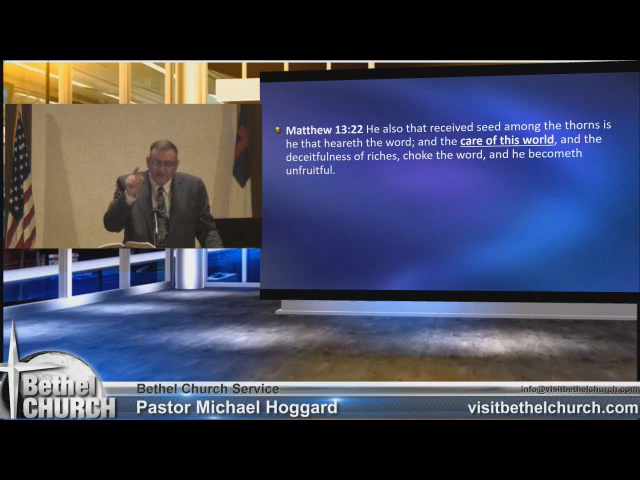 Matthew 13:22 He also that received seed among the thorns is
he that heareth the word; and the care of this world, and the
deceitfulness of riches, choke the word, and he becometh
unfruitful.
Bethel
CHURCH
Bethel Church Service
info@visitbethelchurch.com
Pastor Michael Hoggard
visitbethelchurch.com